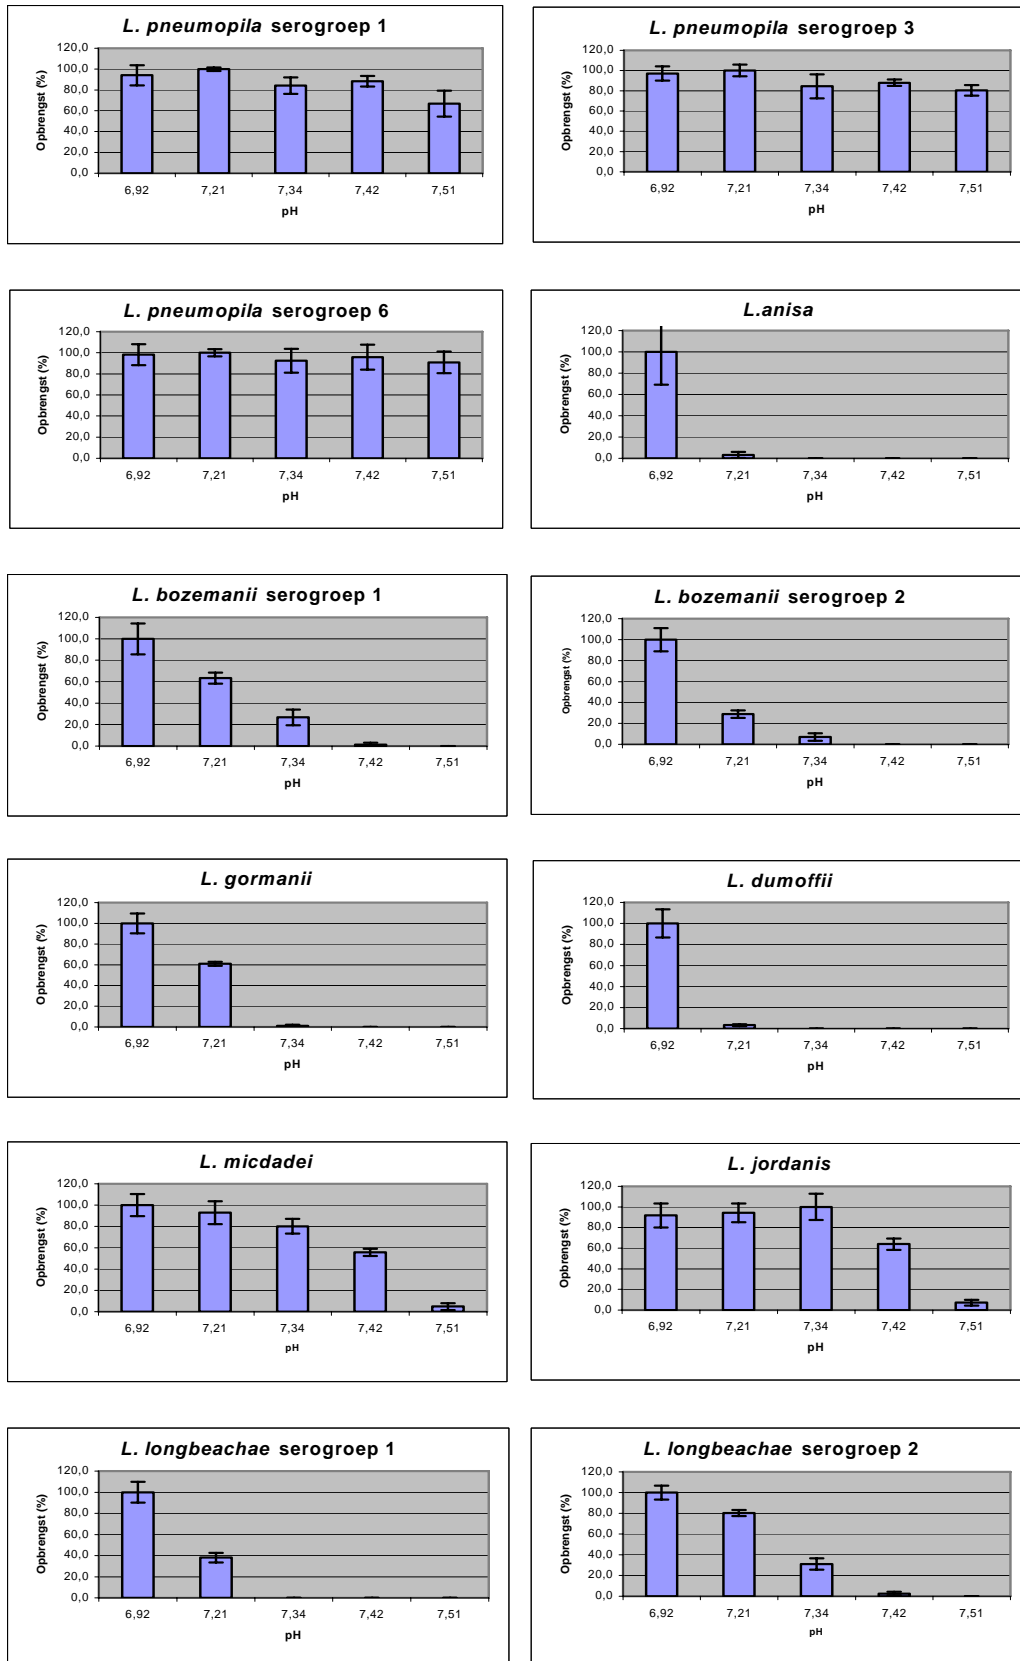 L. pneumopila serogroep 1
120,0
100,0
80,0
60,0
40,0
20,0
0,0
Opbrengst (%)
6,92 7,21 7,34 7,42 7,51
pH
L. pneumopila serogroep 3
120,0
100,0
80,0
60,0
40,0
20,0
0,0
Opbrengst (%)
6,92 7,21 7,34 7,42 7,51
pH
L. pneumopila serogroep 6
120,0
100,0
80,0
60,0
40,0
20,0
0,0
Opbrengst (%)
6,92 7,21 7,34 7,42 7,51
pH
L.anisa
120,0
100,0
80,0
60,0
40,0
20,0
0,0
Opbrengst (%)
6,92 7,21 7,34 7,42 7,51
pH
L. bozemanii serogroep 1
120,0
100,0
80,0
60,0
40,0
20,0
0,0
Opbrengst (%)
6,92 7,21 7,34 7,42 7,51
pH
L. bozemanii serogroep 2
120,0
100,0
80,0
60,0
40,0
20,0
0,0
Opbrengst (%)
6,92 7,21 7,34 7,42 7,51
pH
L. gormanii
120,0
100,0
80,0
60,0
40,0
20,0
0,0
Opbrengst (%)
6,92 7,21 7,34 7,42 7,51
pH
L. dumoffii
120,0
100,0
80,0
60,0
40,0
20,0
0,0
Opbrengst (%)
6,92 7,21 7,34 7,42 7,51
pH
L. micdadei
120,0
100,0
80,0
60,0
40,0
20,0
0,0
Opbrengst (%)
6,92 7,21 7,34 7,42 7,51
pH
L. jordanis
120,0
100,0
80,0
60,0
40,0
20,0
0,0
Opbrengst (%)
6,92 7,21 7,34 7,42 7,51
pH
L. longbeachae serogroep 1
120,0
100,0
80,0
60,0
40,0
20,0
0,0
Opbrengst (%)
6,92 7,21 7,34 7,42 7,51
pH
L. longbeachae serogroep 2
120,0
100,0
80,0
60,0
40,0
20,0
0,0
Opbrengst (%)
6,92 7,21 7,34 7,42 7,51
pH